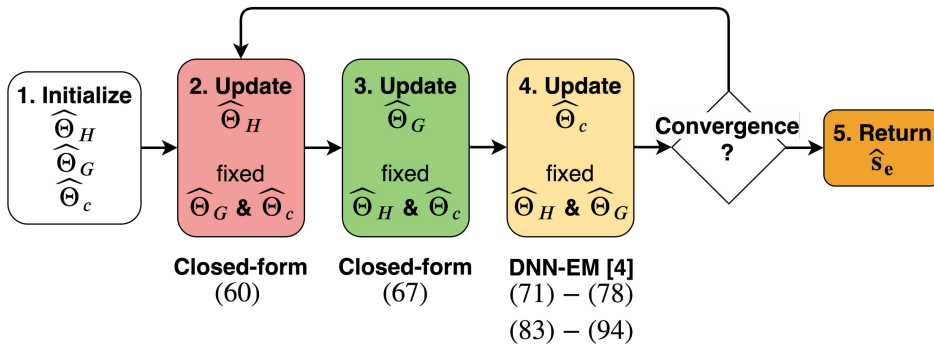 1. Initialize
Θ̂_H
Θ̂_G
Θ̂_c
2. Update
Θ̂_H
fixed
Θ̂_G & Θ̂_c
Closed-form
(60)
3. Update
Θ̂_G
fixed
Θ̂_H & Θ̂_c
Closed-form
(67)
4. Update
Θ̂_c
fixed
Θ̂_H & Θ̂_G
DNN-EM [4]
(71) – (78)
(83) – (94)
Convergence
?
5. Return
ŝ_e